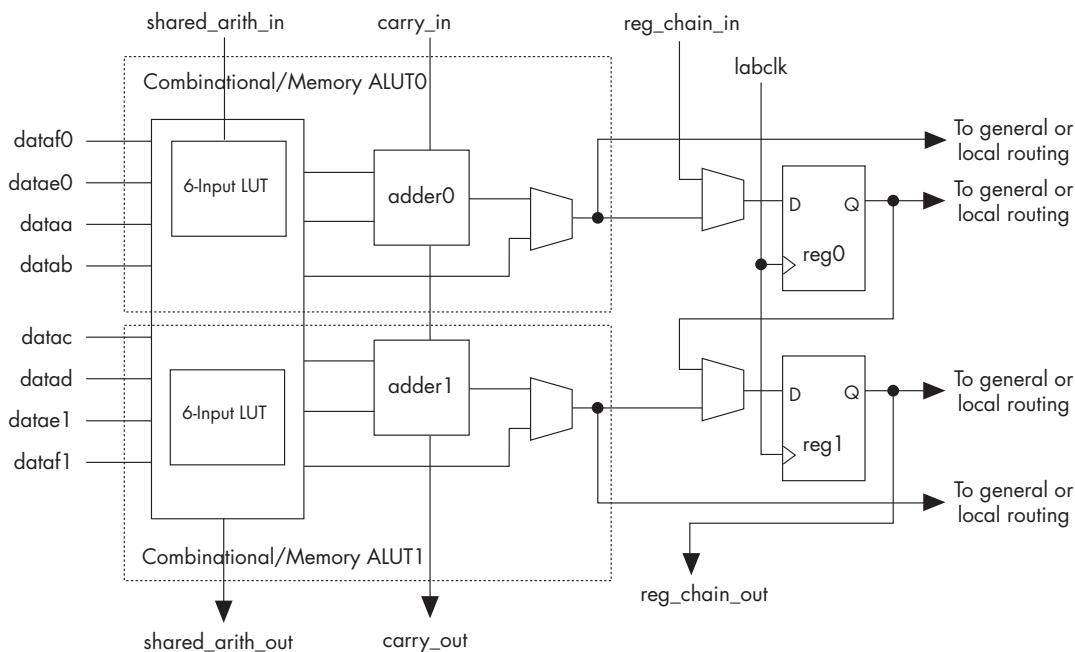 shared_arith_in
carry_in
reg_chain_in
labclk
Combinational/Memory ALUT0
dataf0
datae0
dataa
datab
6-Input LUT
adder0
D
Q
reg0
To general or
local routing
To general or
local routing
datac
datad
datae1
dataf1
6-Input LUT
adder1
D
Q
reg1
To general or
local routing
To general or
local routing
Combinational/Memory ALUT1
reg_chain_out
shared_arith_out
carry_out